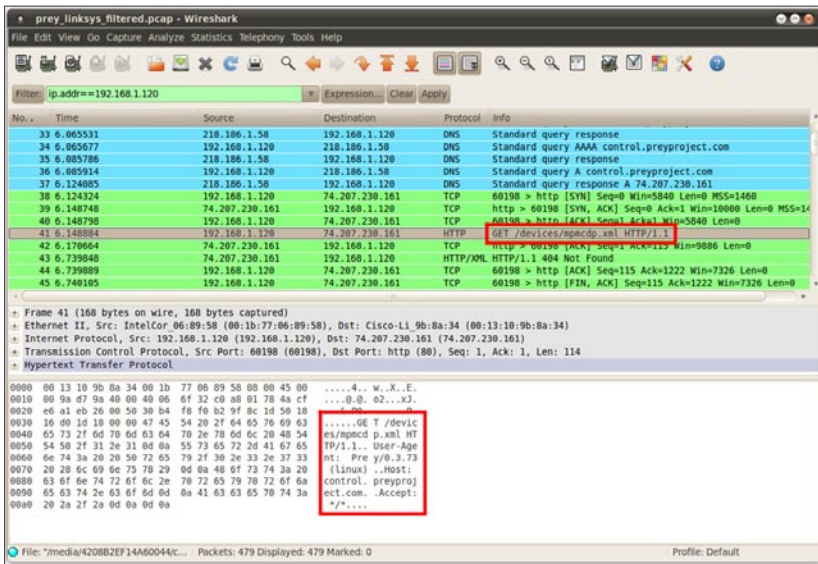 prey_linksys_filtered.pcap - Wireshark
File Edit View Go Capture Analyze Statistics Telephony Tools Help
Filter: ip.addr==192.168.1.120 Expression... Clear Apply
No. . Time Source Destination Protocol Info
33 6.065531 218.186.1.58 192.168.1.120 DNS Standard query response
34 6.065677 192.168.1.120 218.186.1.58 DNS Standard query AAAA control.preyproject.com
35 6.085786 218.186.1.58 192.168.1.120 DNS Standard query response
36 6.085914 192.168.1.120 218.186.1.58 DNS Standard query A control.preyproject.com
37 6.124085 218.186.1.58 192.168.1.120 DNS Standard query response A 74.207.230.161
38 6.124324 192.168.1.120 74.207.230.161 TCP 60198 > http [SYN] Seq=0 Win=5840 Len=0 MSS=1460
39 6.148748 74.207.230.161 192.168.1.120 TCP http > 60198 [SYN, ACK] Seq=0 Ack=1 Win=10000 Len=0 MSS=14
40 6.148798 192.168.1.120 74.207.230.161 TCP 60198 > http [ACK] Seq=1 Ack=1 Win=5840 Len=0
41 6.148884 192.168.1.120 74.207.230.161 HTTP GET /devices/mpmcdp.xml HTTP/1.1
42 6.170664 74.207.230.161 192.168.1.120 TCP http > 60198 [ACK] Seq=1 Ack=115 Win=9886 Len=0
43 6.739848 74.207.230.161 192.168.1.120 HTTP/XML HTTP/1.1 404 Not Found
44 6.739889 192.168.1.120 74.207.230.161 TCP 60198 > http [ACK] Seq=115 Ack=1222 Win=7326 Len=0
45 6.740105 192.168.1.120 74.207.230.161 TCP 60198 > http [FIN, ACK] Seq=115 Ack=1222 Win=7326 Len=0
+ Frame 41 (168 bytes on wire, 168 bytes captured)
+ Ethernet II, Src: IntelCor_06:89:58 (00:1b:77:06:89:58), Dst: Cisco-Li_9b:8a:34 (00:13:10:9b:8a:34)
+ Internet Protocol, Src: 192.168.1.120 (192.168.1.120), Dst: 74.207.230.161 (74.207.230.161)
+ Transmission Control Protocol, Src Port: 60198 (60198), Dst Port: http (80), Seq: 1, Ack: 1, Len: 114
+ Hypertext Transfer Protocol
0000 00 13 10 9b 8a 34 00 1b 77 06 89 58 08 00 45 00 .....4.. w..X..E.
0010 00 9a d7 9a 40 00 40 06 6f 32 c0 a8 01 78 4a cf ....@.@. o2...xJ.
0020 e6 a1 eb 26 00 50 30 b4 f8 f0 b2 9f 8c 1d 50 18
0030 16 d0 1d 18 00 00 47 45 54 20 2f 64 65 76 69 63 ......GE T /devic
0040 65 73 2f 6d 70 6d 63 64 70 2e 78 6d 6c 20 48 54 es/mpmcd p.xml HT
0050 54 50 2f 31 2e 31 0d 0a 55 73 65 72 2d 41 67 65 TP/1.1.. User-Age
0060 6e 74 3a 20 20 50 72 65 79 2f 30 2e 33 2e 37 33 nt: Pre y/0.3.73
0070 20 28 6c 69 6e 75 78 29 0d 0a 48 6f 73 74 3a 20 (linux) ..Host:
0080 63 6f 6e 74 72 6f 6c 2e 70 72 65 79 70 72 6f 6a control. preyproj
0090 65 63 74 2e 63 6f 6d 0d 0a 41 63 63 65 70 74 3a ect.com. .Accept:
00a0 20 2a 2f 2a 0d 0a 0d 0a */*....
File: "/media/4208B2EF14A60044/c... Packets: 479 Displayed: 479 Marked: 0 Profile: Default